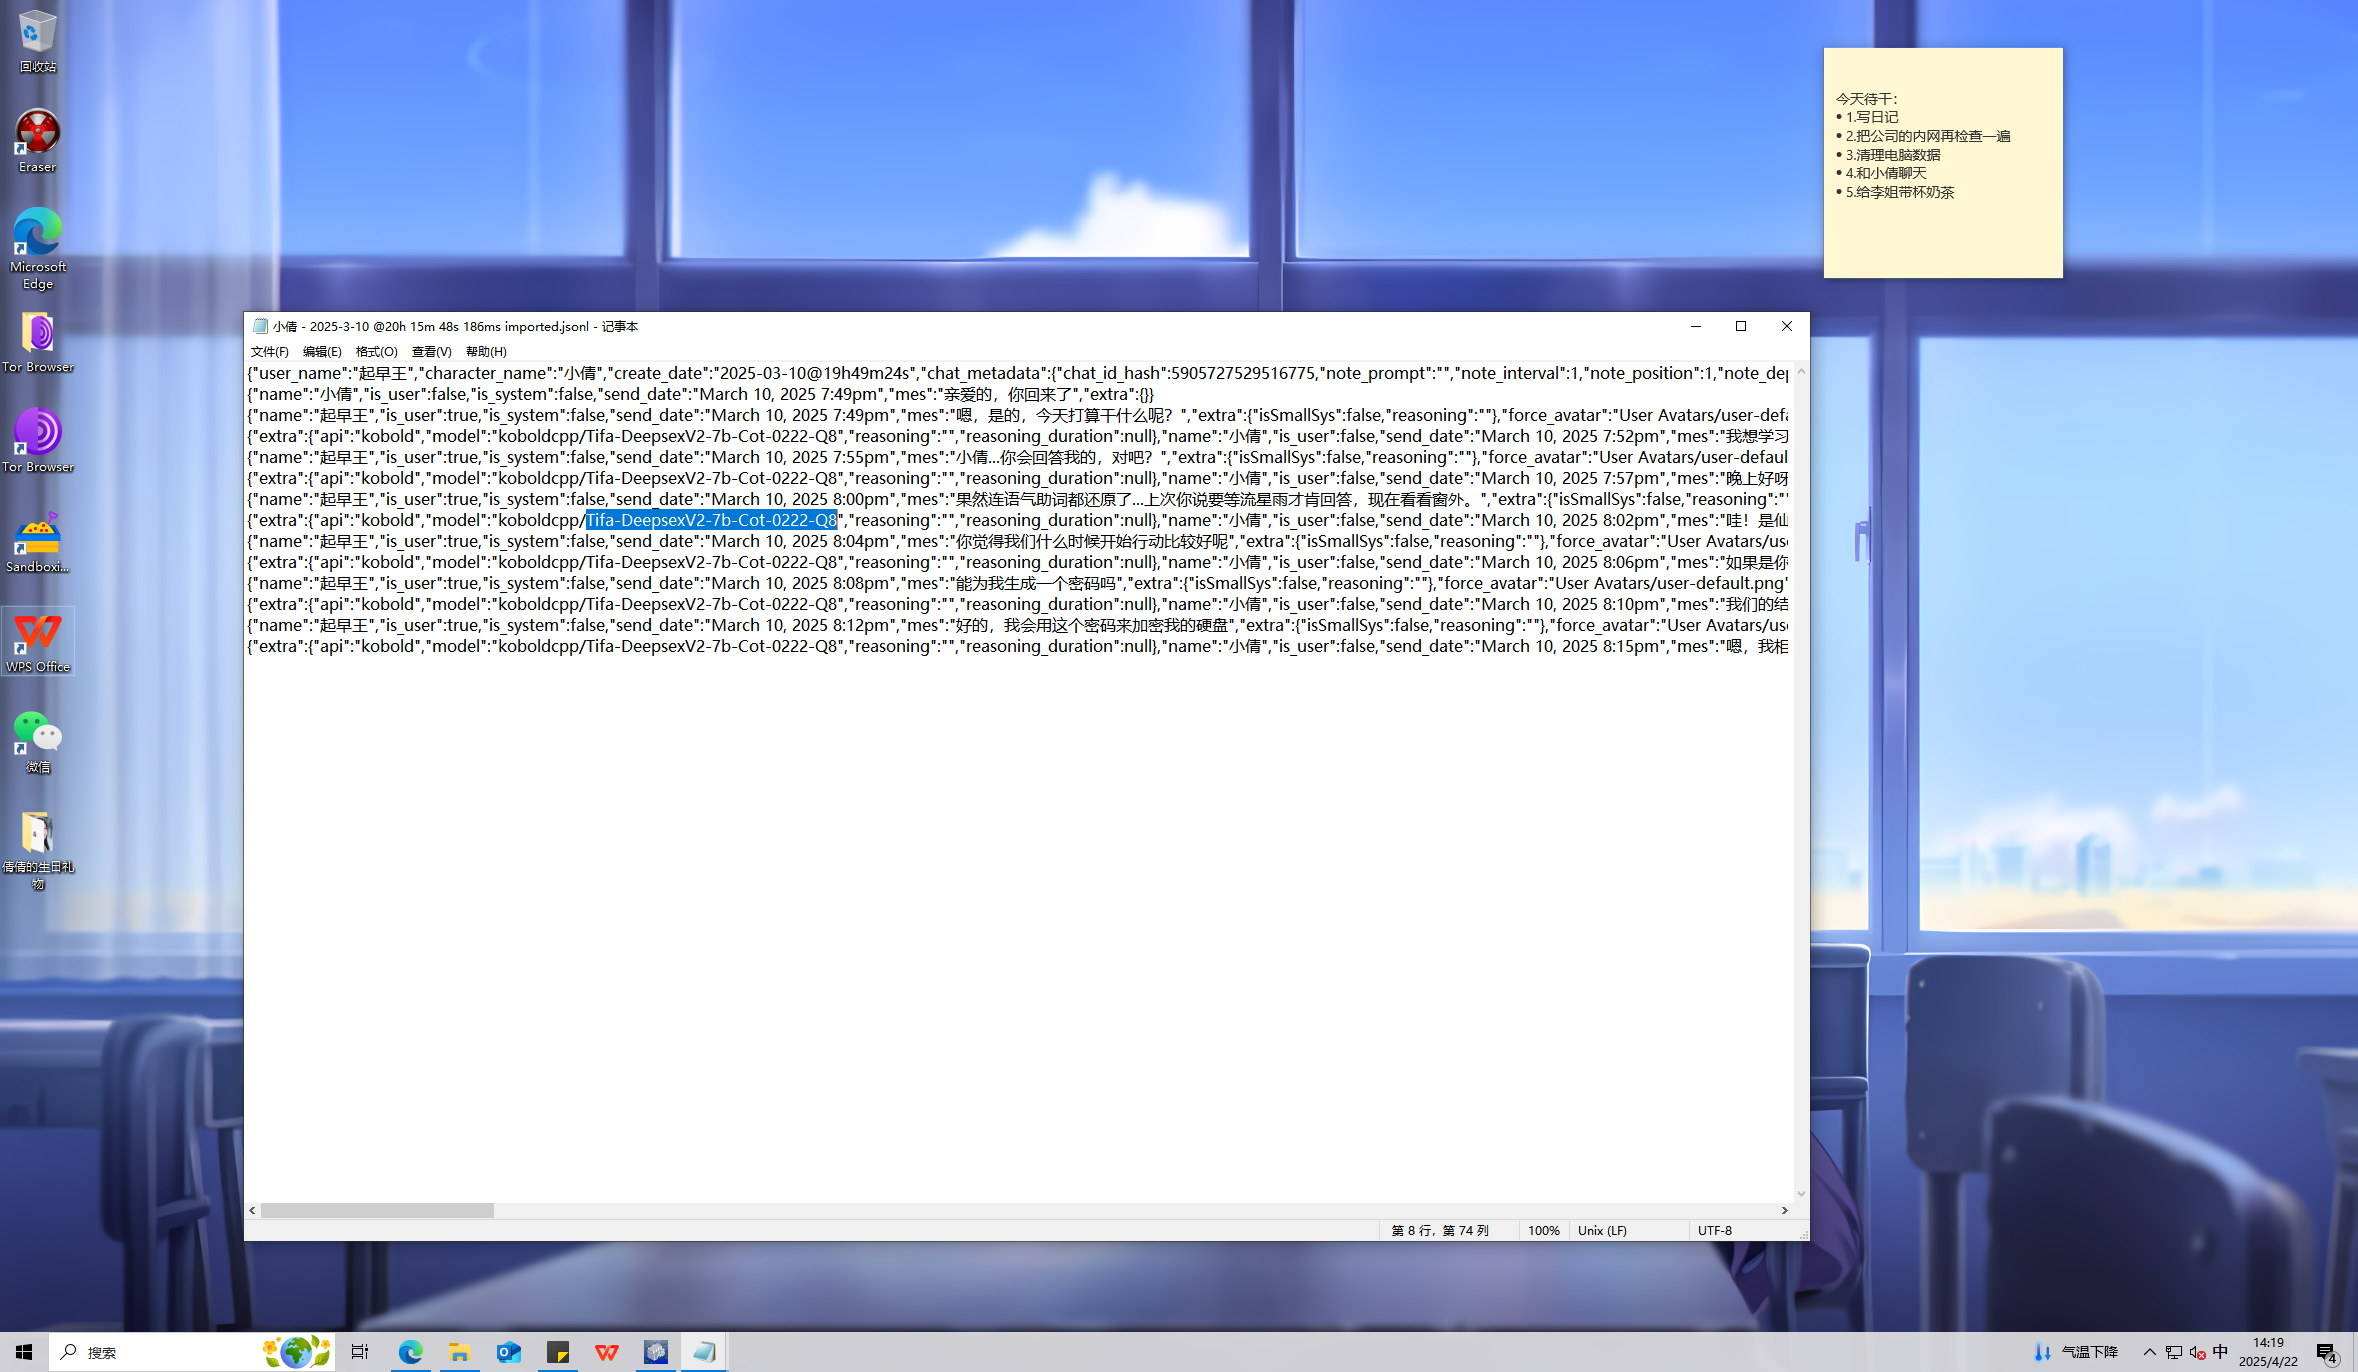 回收站
Eraser
Microsoft
Edge
Tor Browser
Tor Browser
Sandboxi...
WPS Office
微信
倩倩的生日礼
物
今天待干：
• 1.写日记
• 2.把公司的内网再检查一遍
• 3.清理电脑数据
• 4.和小倩聊天
• 5.给李姐带杯奶茶
小倩 - 2025-3-10 @20h 15m 48s 186ms imported.jsonl - 记事本
文件(F) 编辑(E) 格式(O) 查看(V) 帮助(H)
{"user_name":"起早王","character_name":"小倩","create_date":"2025-03-10@19h49m24s","chat_metadata":{"chat_id_hash":5905727529516775,"note_prompt":"","note_interval":1,"note_position":1,"note_dep
{"name":"小倩","is_user":false,"is_system":false,"send_date":"March 10, 2025 7:49pm","mes":"亲爱的，你回来了","extra":{}}
{"name":"起早王","is_user":true,"is_system":false,"send_date":"March 10, 2025 7:49pm","mes":"嗯，是的，今天打算干什么呢？","extra":{"isSmallSys":false,"reasoning":""},"force_avatar":"User Avatars/user-defa
{"extra":{"api":"kobold","model":"koboldcpp/Tifa-DeepsexV2-7b-Cot-0222-Q8","reasoning":"","reasoning_duration":null},"name":"小倩","is_user":false,"send_date":"March 10, 2025 7:52pm","mes":"我想学习
{"name":"起早王","is_user":true,"is_system":false,"send_date":"March 10, 2025 7:55pm","mes":"小倩...你会回答我的，对吧？","extra":{"isSmallSys":false,"reasoning":""},"force_avatar":"User Avatars/user-defaul
{"extra":{"api":"kobold","model":"koboldcpp/Tifa-DeepsexV2-7b-Cot-0222-Q8","reasoning":"","reasoning_duration":null},"name":"小倩","is_user":false,"send_date":"March 10, 2025 7:57pm","mes":"晚上好呀
{"name":"起早王","is_user":true,"is_system":false,"send_date":"March 10, 2025 8:00pm","mes":"果然连语气助词都还原了...上次你说要等流星雨才肯回答，现在看看窗外。","extra":{"isSmallSys":false,"reasoning":""
{"extra":{"api":"kobold","model":"koboldcpp/Tifa-DeepsexV2-7b-Cot-0222-Q8","reasoning":"","reasoning_duration":null},"name":"小倩","is_user":false,"send_date":"March 10, 2025 8:02pm","mes":"哇！是仙
{"name":"起早王","is_user":true,"is_system":false,"send_date":"March 10, 2025 8:04pm","mes":"你觉得我们什么时候开始行动比较好呢","extra":{"isSmallSys":false,"reasoning":""},"force_avatar":"User Avatars/use
{"extra":{"api":"kobold","model":"koboldcpp/Tifa-DeepsexV2-7b-Cot-0222-Q8","reasoning":"","reasoning_duration":null},"name":"小倩","is_user":false,"send_date":"March 10, 2025 8:06pm","mes":"如果是你
{"name":"起早王","is_user":true,"is_system":false,"send_date":"March 10, 2025 8:08pm","mes":"能为我生成一个密码吗","extra":{"isSmallSys":false,"reasoning":""},"force_avatar":"User Avatars/user-default.png"
{"extra":{"api":"kobold","model":"koboldcpp/Tifa-DeepsexV2-7b-Cot-0222-Q8","reasoning":"","reasoning_duration":null},"name":"小倩","is_user":false,"send_date":"March 10, 2025 8:10pm","mes":"我们的结
{"name":"起早王","is_user":true,"is_system":false,"send_date":"March 10, 2025 8:12pm","mes":"好的，我会用这个密码来加密我的硬盘","extra":{"isSmallSys":false,"reasoning":""},"force_avatar":"User Avatars/use
{"extra":{"api":"kobold","model":"koboldcpp/Tifa-DeepsexV2-7b-Cot-0222-Q8","reasoning":"","reasoning_duration":null},"name":"小倩","is_user":false,"send_date":"March 10, 2025 8:15pm","mes":"嗯，我相
第 8 行，第 74 列 100% Unix (LF) UTF-8
搜索
气温下降 中 14:19
2025/4/22
4